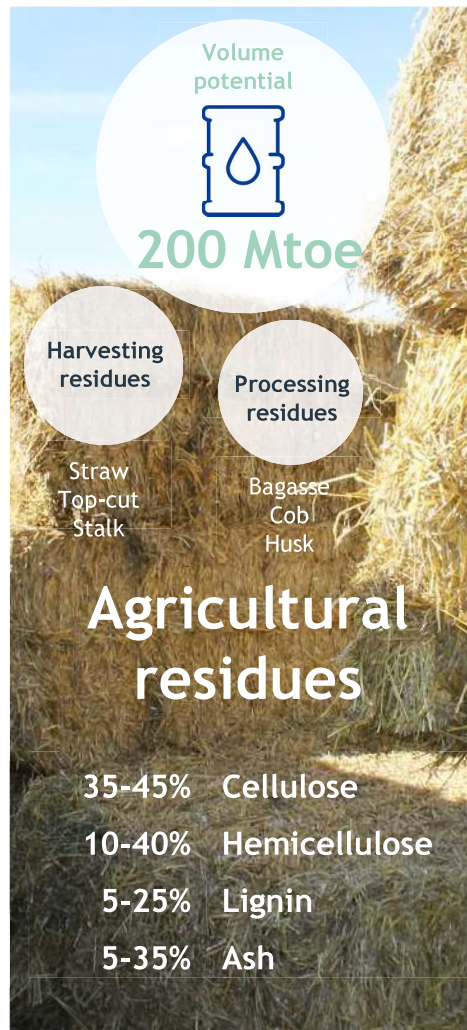 Volume
potential
200 Mtoe
Harvesting
residues
Processing
residues
Straw
Top-cut
Stalk
Bagasse
Cob
Husk
Agricultural
residues
35-45% Cellulose
10-40% Hemicellulose
5-25% Lignin
5-35% Ash